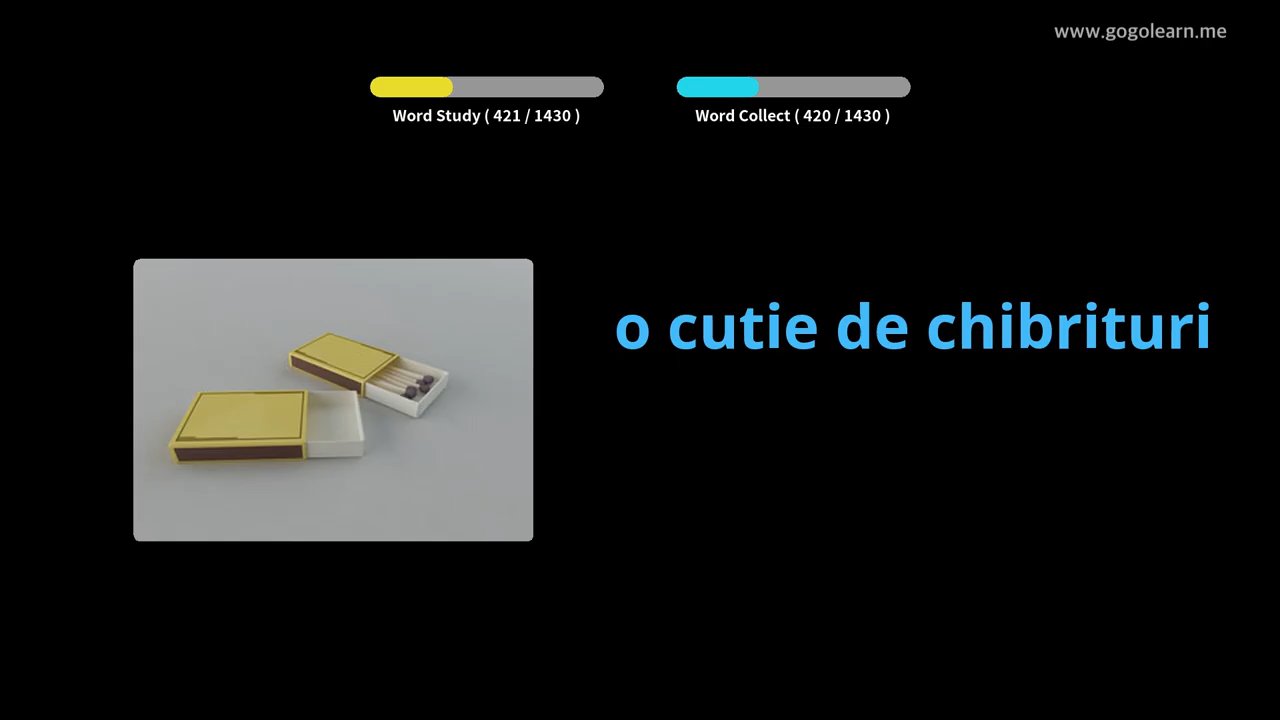 www.gogolearn.me
Word Study ( 421 / 1430 )
Word Collect ( 420 / 1430 )
o cutie de chibrituri